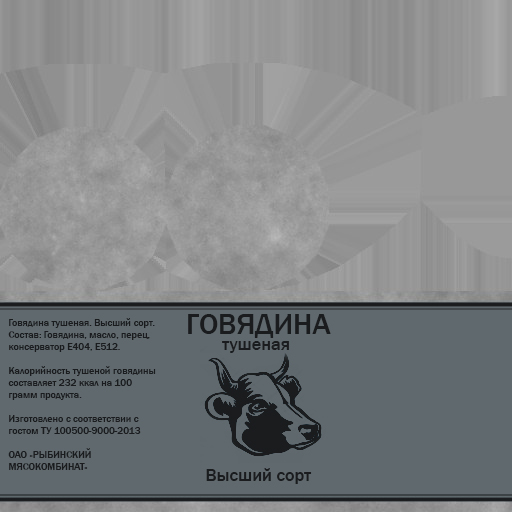 Говядина тушеная. Высший сорт.
Состав: Говядина, масло, перец,
консерватор Е404, Е512.
Калорийность тушеной говядины
составляет 232 ккал на 100
грамм продукта.
Изготовлено с соответствии с
гостом ТУ 100500-9000-2013
ОАО "РЫБИНСКИЙ
МЯСОКОМБИНАТ"
ГОВЯДИНА
тушеная
Высший сорт